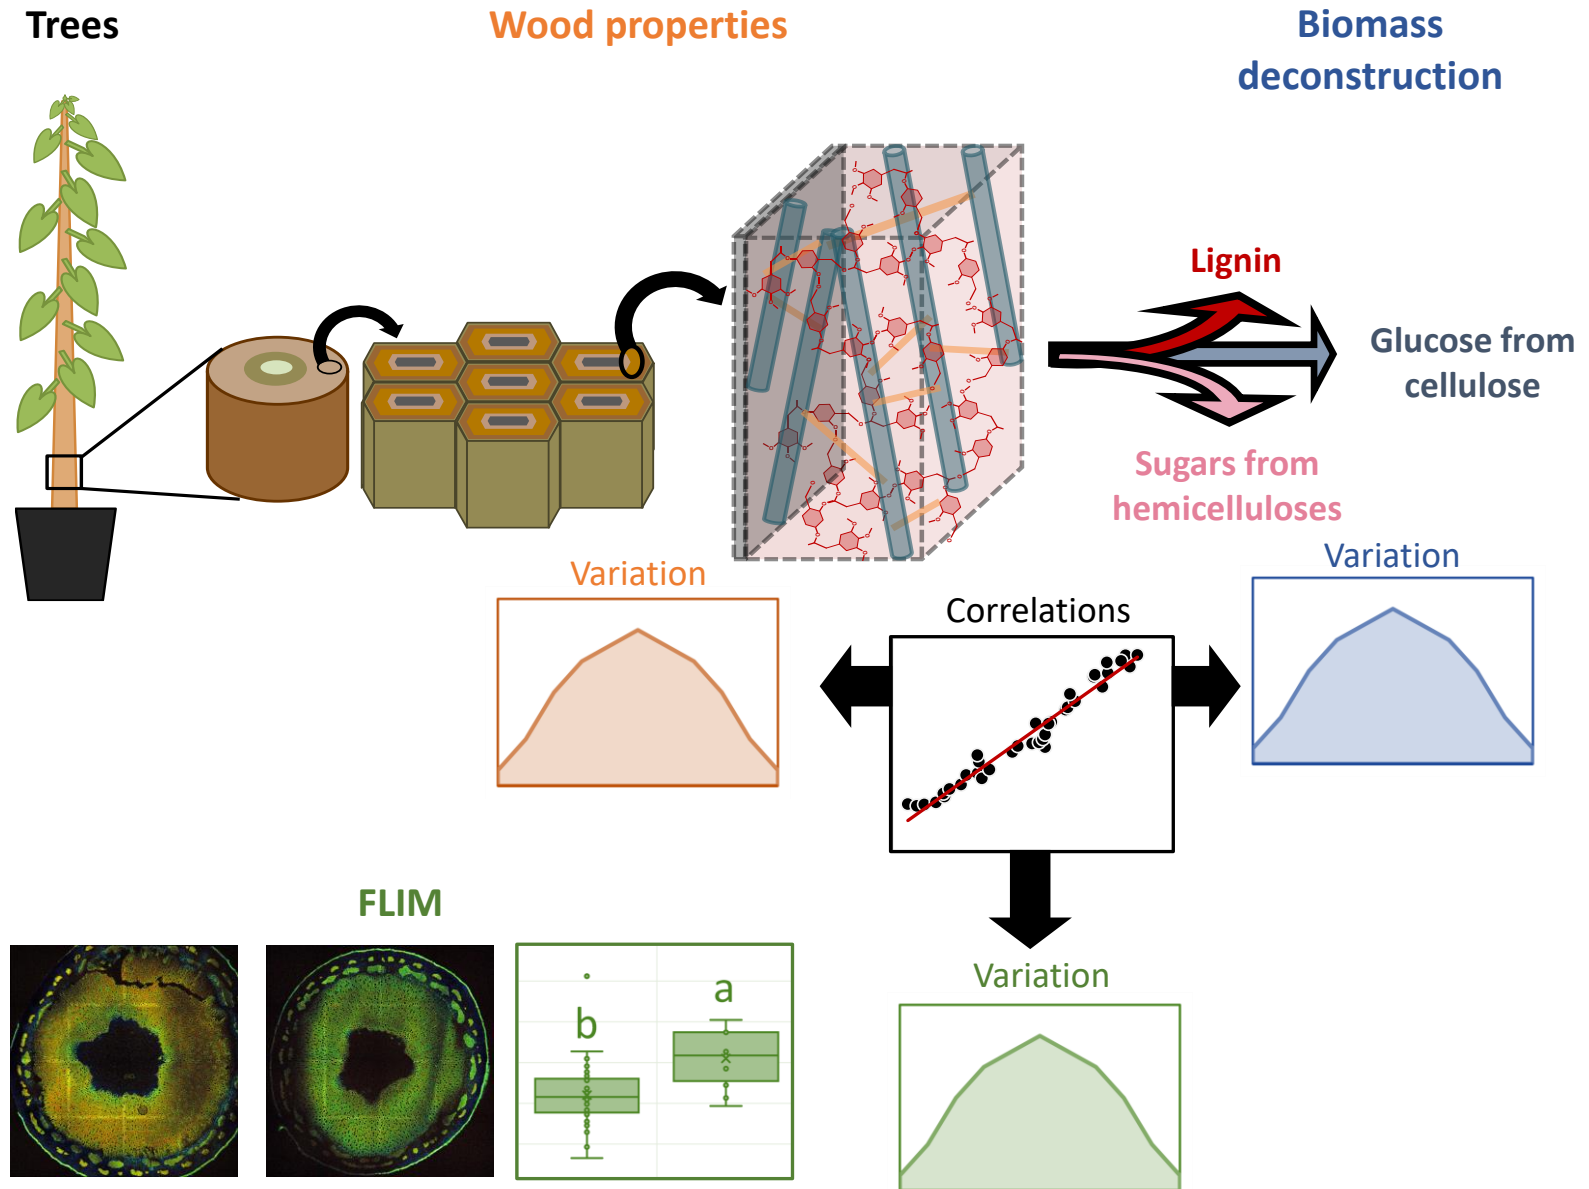 Trees
Wood properties
Biomass
deconstruction
Lignin
Glucose from
cellulose
Sugars from
hemicelluloses
Variation
Correlations
Variation
FLIM
b
a
Variation